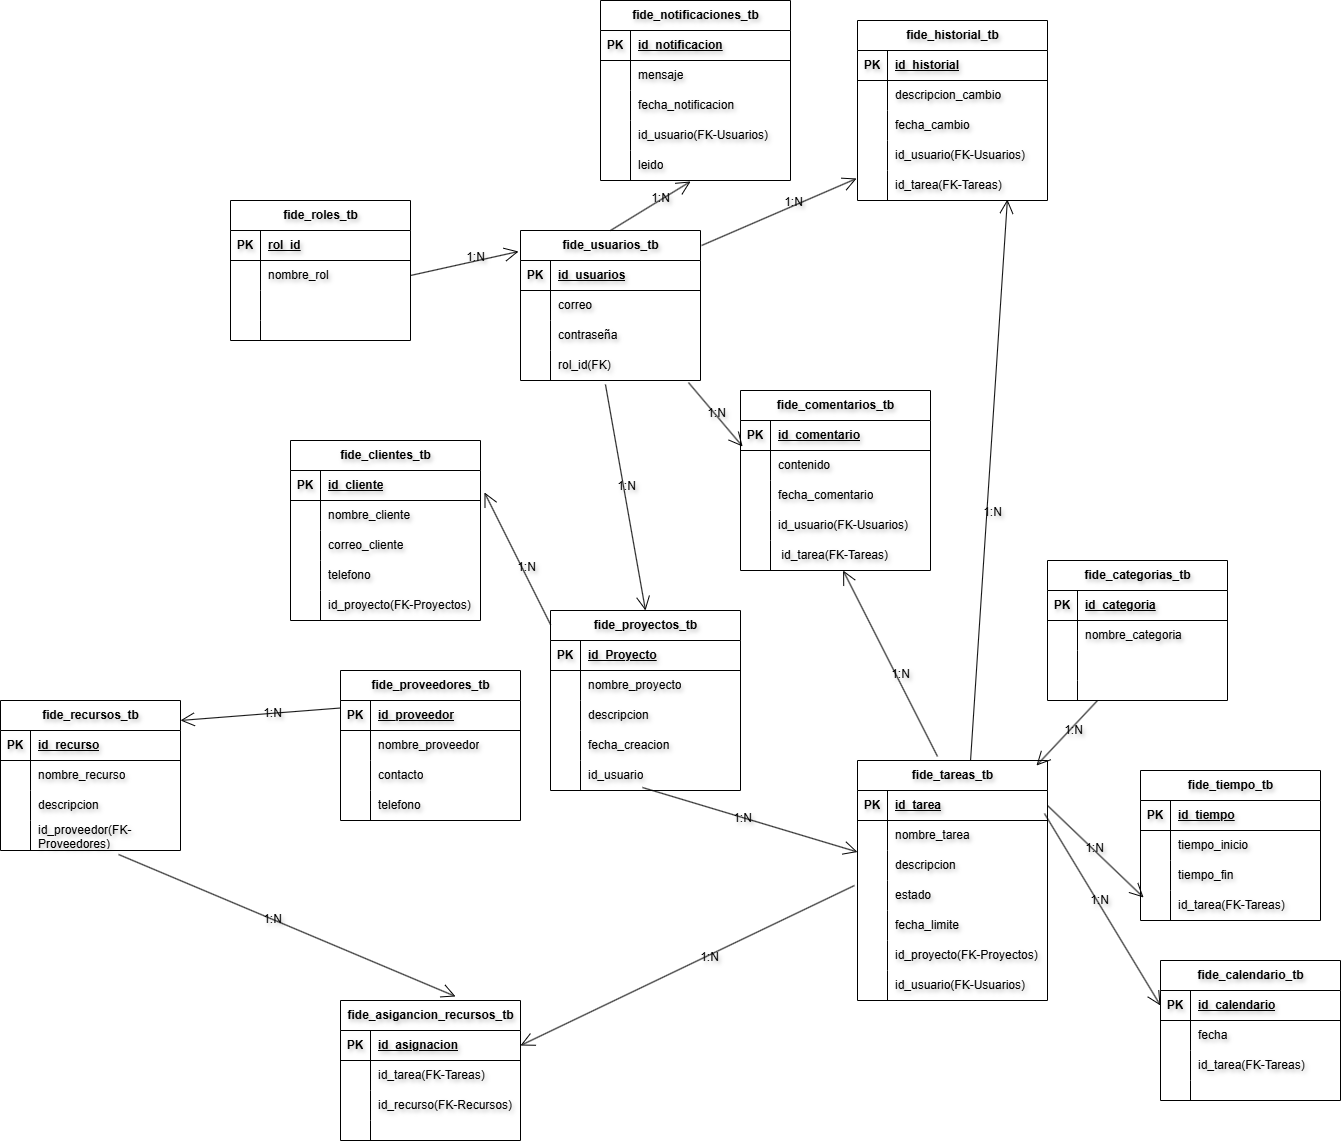 fide_notificaciones_tb
PK id_notificacion
mensaje
fecha_notificacion
id_usuario(FK-Usuarios)
leido
fide_historial_tb
PK id_historial
descripcion_cambio
fecha_cambio
id_usuario(FK-Usuarios)
id_tarea(FK-Tareas)
1:N
1:N
fide_roles_tb
PK rol_id
nombre_rol
1:N
fide_usuarios_tb
PK id_usuarios
correo
contraseña
rol_id(FK)
1:N
fide_comentarios_tb
PK id_comentario
contenido
fecha_comentario
id_usuario(FK-Usuarios)
id_tarea(FK-Tareas)
fide_clientes_tb
PK id_cliente
nombre_cliente
correo_cliente
telefono
id_proyecto(FK-Proyectos)
1:N
1:N
1:N
fide_categorias_tb
PK id_categoria
nombre_categoria
fide_proyectos_tb
PK id_Proyecto
nombre_proyecto
descripcion
fecha_creacion
id_usuario
1:N
fide_proveedores_tb
PK id_proveedor
nombre_proveedor
contacto
telefono
1:N
fide_recursos_tb
PK id_recurso
nombre_recurso
descripcion
id_proveedor(FK-
Proveedores)
1:N
fide_tareas_tb
PK id_tarea
nombre_tarea
descripcion
estado
fecha_limite
id_proyecto(FK-Proyectos)
id_usuario(FK-Usuarios)
1:N
fide_tiempo_tb
PK id_tiempo
tiempo_inicio
tiempo_fin
id_tarea(FK-Tareas)
1:N
1:N
1:N
1:N
fide_calendario_tb
PK id_calendario
fecha
id_tarea(FK-Tareas)
fide_asigancion_recursos_tb
PK id_asignacion
id_tarea(FK-Tareas)
id_recurso(FK-Recursos)